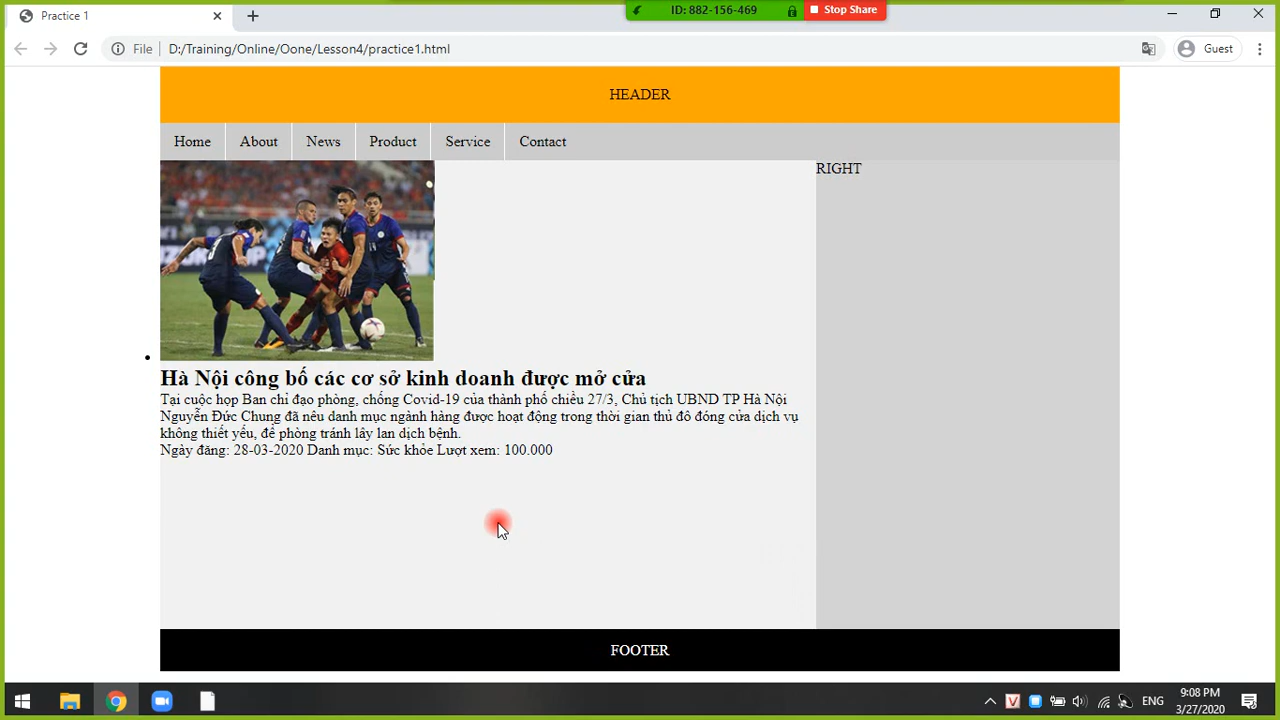 Practice 1
ID: 882-156-469
Stop Share
File
D:/Training/Online/Oone/Lesson4/practice1.html
Guest
HEADER
Home
About
News
Product
Service
Contact
RIGHT
Hà Nội công bố các cơ sở kinh doanh được mở cửa
Tại cuộc họp Ban chỉ đạo phòng, chống Covid-19 của thành phố chiều 27/3, Chủ tịch UBND TP Hà Nội
Nguyễn Đức Chung đã nêu danh mục ngành hàng được hoạt động trong thời gian thủ đô đóng cửa dịch vụ
không thiết yếu, để phòng tránh lây lan dịch bệnh.
Ngày đăng: 28-03-2020 Danh mục: Sức khỏe Lượt xem: 100.000
FOOTER
ENG
9:08 PM
3/27/2020